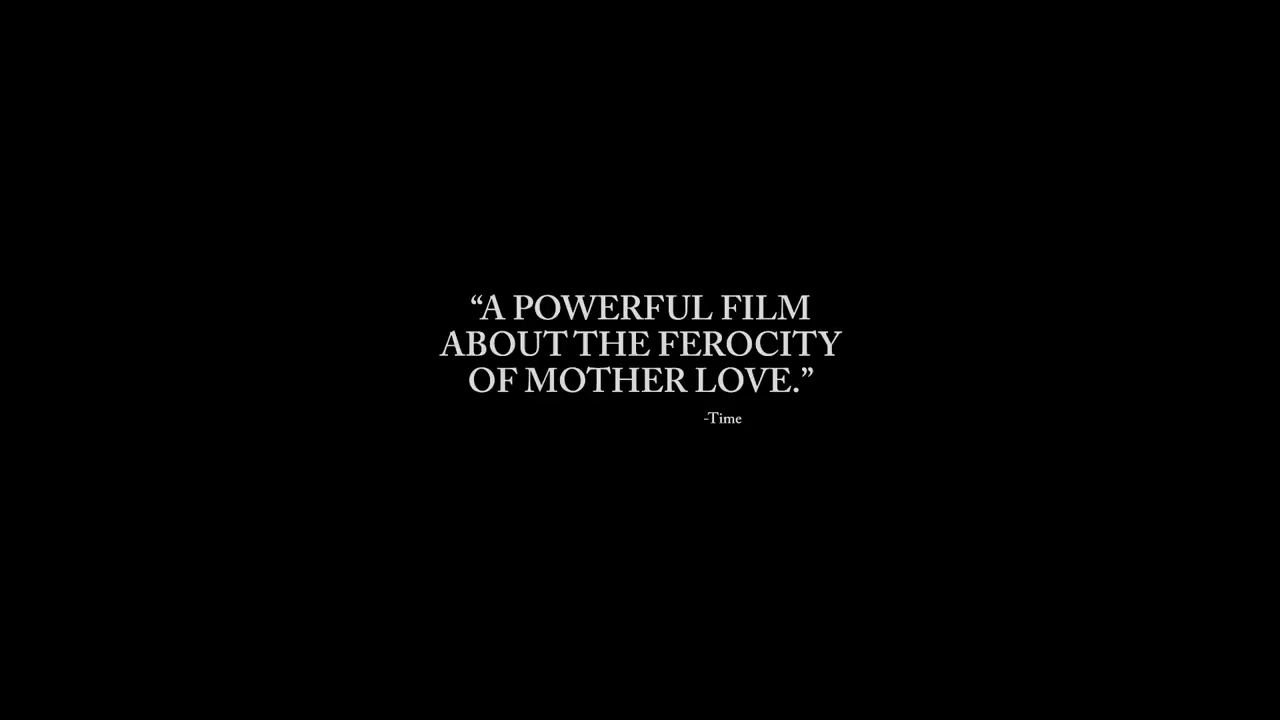 “A POWERFUL FILM
ABOUT THE FEROCITY
OF MOTHER LOVE.”
-Time